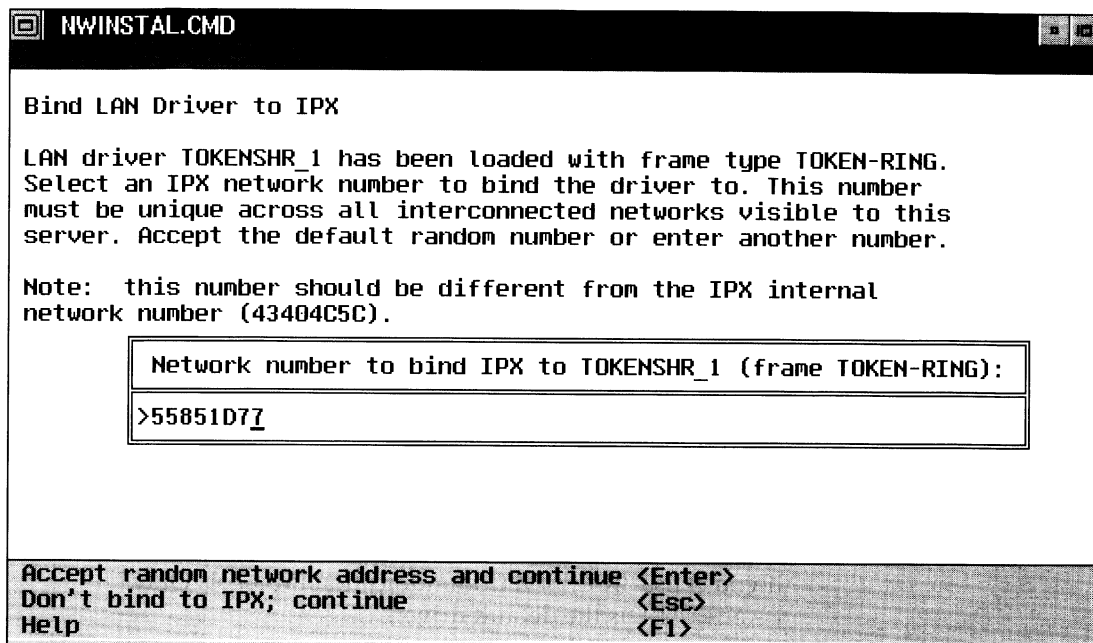 NWINSTAL.CMD
Bind LAN Driver to IPX
LAN driver TOKENSHR_1 has been loaded with frame type TOKEN-RING.
Select an IPX network number to bind the driver to. This number
must be unique across all interconnected networks visible to this
server. Accept the default random number or enter another number.
Note:  this number should be different from the IPX internal
network number (43404C5C).
Network number to bind IPX to TOKENSHR_1 (frame TOKEN-RING):
>55851D77
Accept random network address and continue <Enter>
Don't bind to IPX; continue <Esc>
Help <F1>